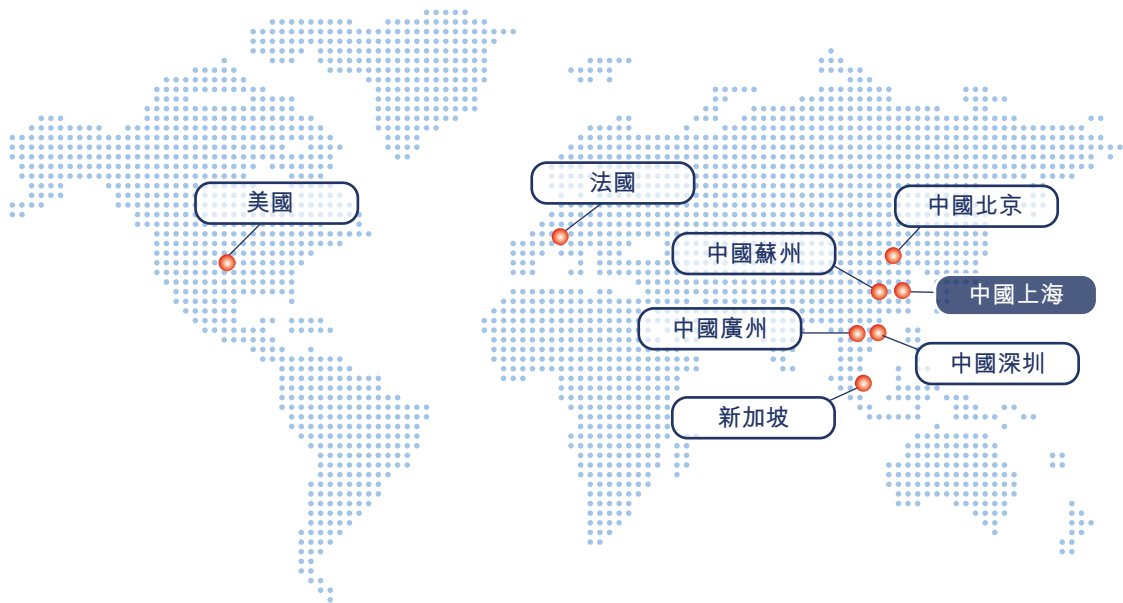 法國
美國
中國北京
中國蘇州
中國上海
中國廣州
中國深圳
新加坡